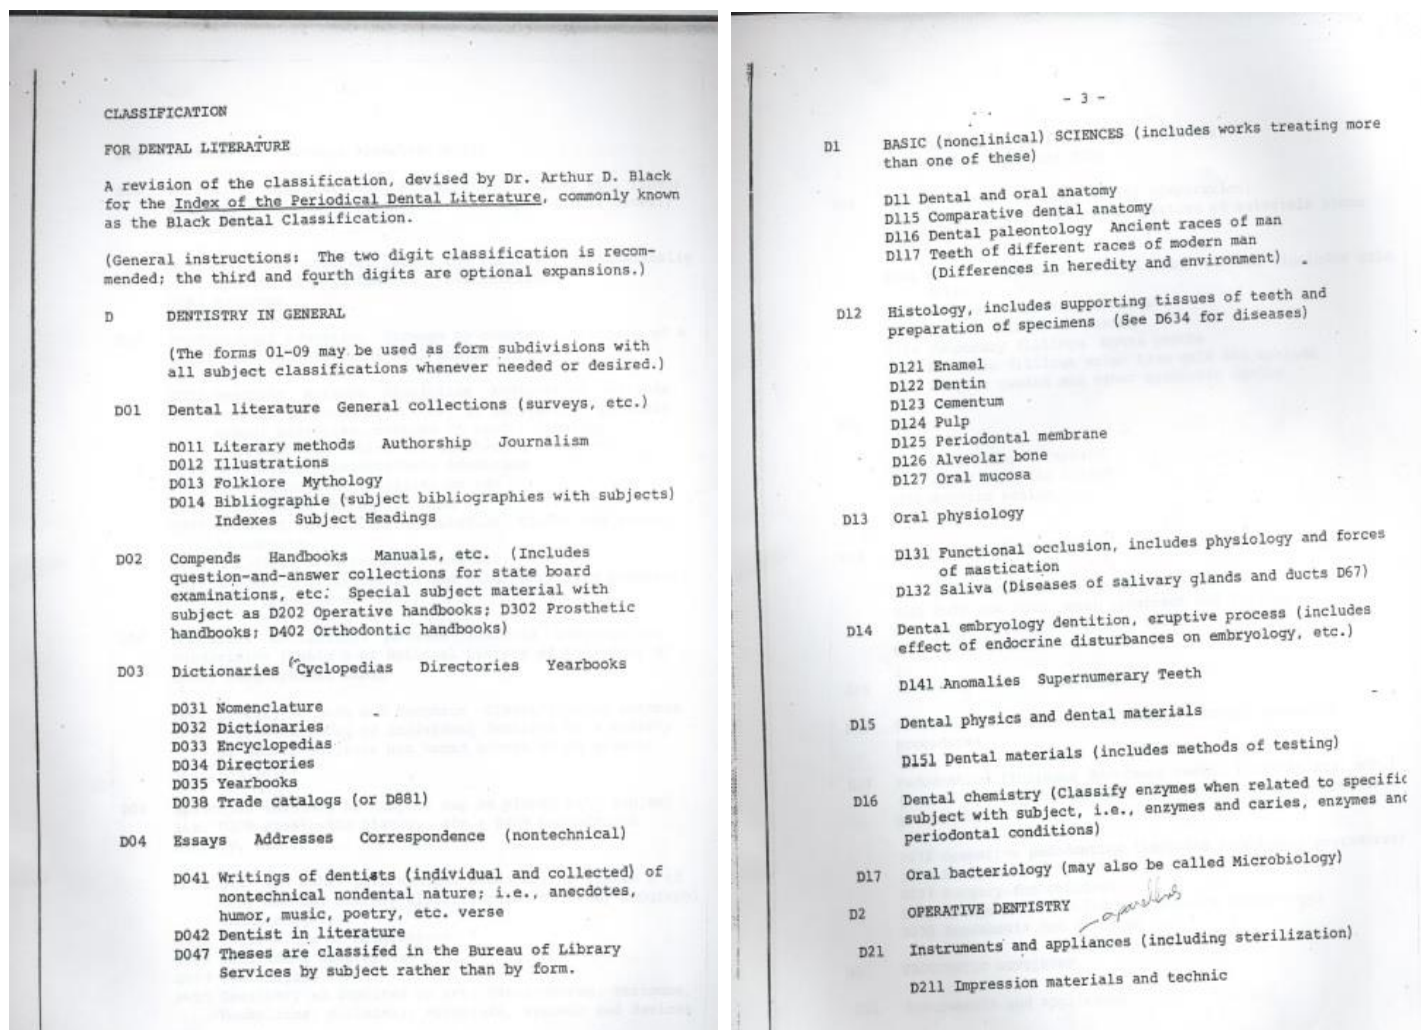 CLASSIFICATION
FOR DENTAL LITERATURE
A revision of the classification, devised by Dr. Arthur D. Black
for the Index of the Periodical Dental Literature, commonly known
as the Black Dental Classification.
(General instructions: The two digit classification is recom-
mended; the third and fourth digits are optional expansions.)
D DENTISTRY IN GENERAL
(The forms 01-09 may be used as form subdivisions with
all subject classifications whenever needed or desired.)
D01 Dental literature General collections (surveys, etc.)
D011 Literary methods Authorship Journalism
D012 Illustrations
D013 Folklore Mythology
D014 Bibliographie (subject bibliographies with subjects)
Indexes Subject Headings
D02 Compends Handbooks Manuals, etc. (Includes
question-and-answer collections for state board
examinations, etc. Special subject material with
subject as D202 Operative handbooks; D302 Prosthetic
handbooks; D402 Orthodontic handbooks)
D03 Dictionaries Cyclopedias Directories Yearbooks
D031 Nomenclature
D032 Dictionaries
D033 Encyclopedias
D034 Directories
D035 Yearbooks
D038 Trade catalogs (or D881)
D04 Essays Addresses Correspondence (nontechnical)
D041 Writings of dentists (individual and collected) of
nontechnical nondental nature; i.e., anecdotes,
humor, music, poetry, etc. verse
D042 Dentist in literature
D047 Theses are classifed in the Bureau of Library
Services by subject rather than by form.
- 3 -
D1 BASIC (nonclinical) SCIENCES (includes works treating more
than one of these)
D11 Dental and oral anatomy
D115 Comparative dental anatomy
D116 Dental paleontology Ancient races of man
D117 Teeth of different races of modern man
(Differences in heredity and environment)
D12 Histology, includes supporting tissues of teeth and
preparation of specimens (See D634 for diseases)
D121 Enamel
D122 Dentin
D123 Cementum
D124 Pulp
D125 Periodontal membrane
D126 Alveolar bone
D127 Oral mucosa
D13 Oral physiology
D131 Functional occlusion, includes physiology and forces
of mastication
D132 Saliva (Diseases of salivary glands and ducts D67)
D14 Dental embryology dentition, eruptive process (includes
effect of endocrine disturbances on embryology, etc.)
D141 Anomalies Supernumerary Teeth
D15 Dental physics and dental materials
D151 Dental materials (includes methods of testing)
D16 Dental chemistry (Classify enzymes when related to specific
subject with subject, i.e., enzymes and caries, enzymes and
periodontal conditions)
D17 Oral bacteriology (may also be called Microbiology)
D2 OPERATIVE DENTISTRY
D21 Instruments and appliances (including sterilization)
D211 Impression materials and technic